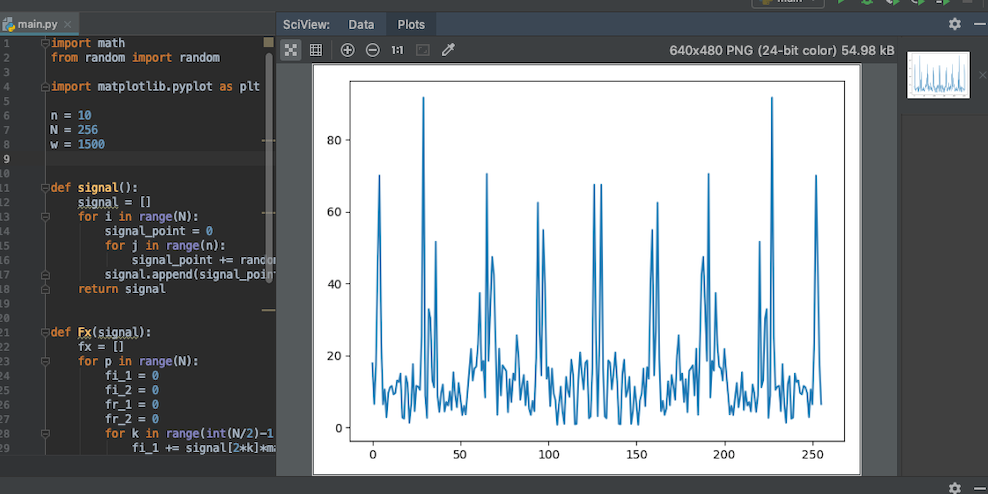 main
main.py
SciView: Data Plots
1:1
640x480 PNG (24-bit color) 54.98 kB
1 import math
2 from random import random
3
4 import matplotlib.pyplot as plt
5
6 n = 10
7 N = 256
8 w = 1500
9
10
11 def signal():
12 signal = []
13 for i in range(N):
14 signal_point = 0
15 for j in range(n):
16 signal_point += rando
17 signal.append(signal_poin
18 return signal
19
20
21 def Fx(signal):
22 fx = []
23 for p in range(N):
24 fi_1 = 0
25 fi_2 = 0
26 fr_1 = 0
27 fr_2 = 0
28 for k in range(int(N/2)-1
29 fi_1 += signal[2*k]*ma
80
60
40
20
0
0 50 100 150 200 250